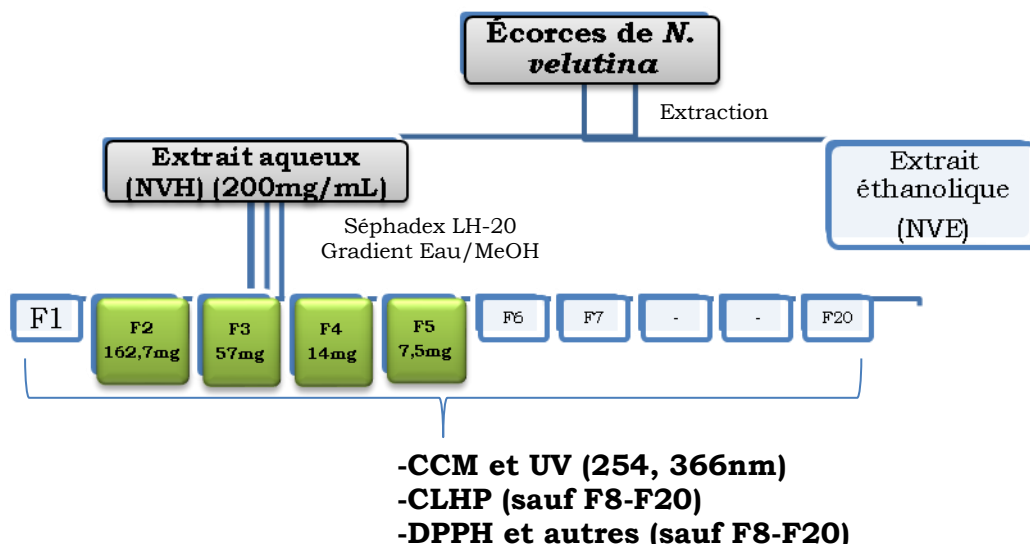 Écorces de N.
velutina
Extraction
Extrait aqueux
(NVH) (200mg/mL)
Extrait
éthanolique
(NVE)
Séphadex LH-20
Gradient Eau/MeOH
F1
F2
162,7mg
F3
57mg
F4
14mg
F5
7,5mg
F6
F7
-
-
F20
-CCM et UV (254, 366nm)
-CLHP (sauf F8-F20)
-DPPH et autres (sauf F8-F20)